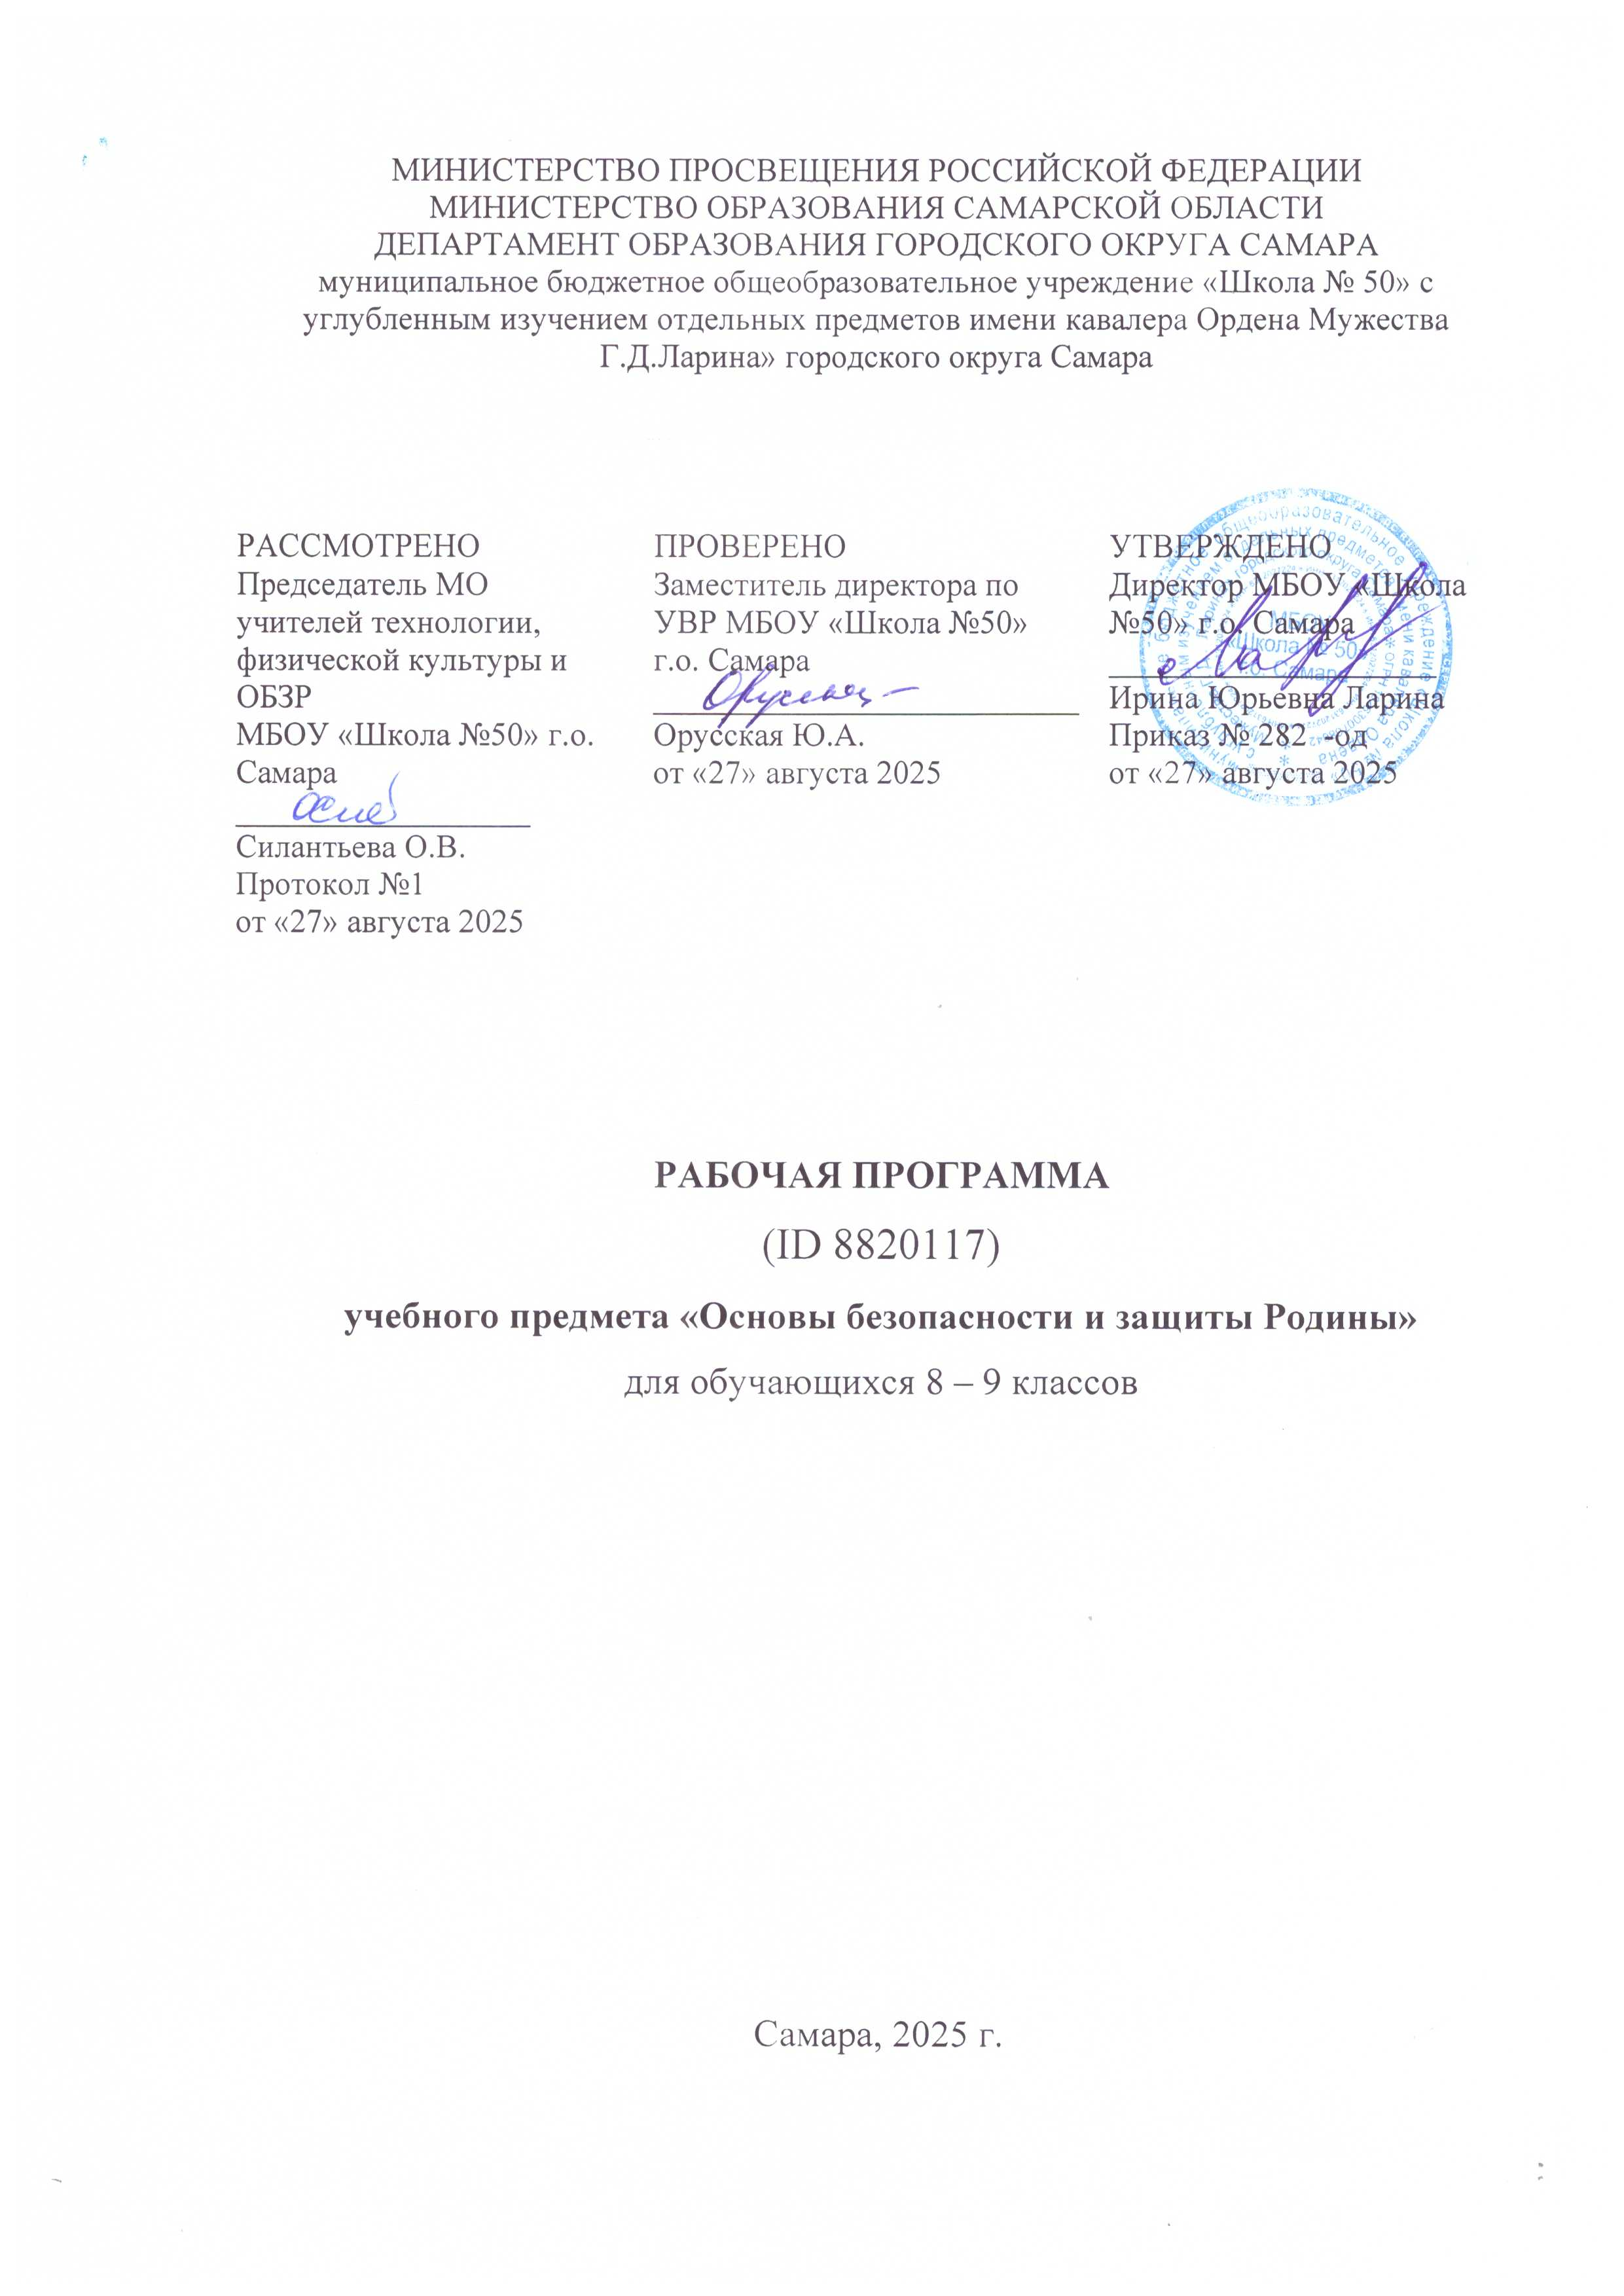 МИНИСТЕРСТВО ПРОСВЕЩЕНИЯ РОССИЙСКОЙ ФЕДЕРАЦИИ
МИНИСТЕРСТВО ОБРАЗОВАНИЯ САМАРСКОЙ ОБЛАСТИ
ДЕПАРТАМЕНТ ОБРАЗОВАНИЯ ГОРОДСКОГО ОКРУГА САМАРА
муниципальное бюджетное общеобразовательное учреждение «Школа № 50» с
углубленным изучением отдельных предметов имени кавалера Ордена Мужества
Г.Д.Ларина» городского округа Самара
РАССМОТРЕНО
Председатель МО
учителей технологии,
физической культуры и
ОБЗР
МБОУ «Школа №50» г.о.
Самара
Силантьева О.В.
Протокол №1
от «27» августа 2025
ПРОВЕРЕНО
Заместитель директора по
УВР МБОУ «Школа №50»
г.о. Самара
Орусская Ю.А.
от «27» августа 2025
УТВЕРЖДЕНО
Директор МБОУ «Школа
№50» г.о. Самара
Ирина Юрьевна Ларина
Приказ № 282 -од
от «27» августа 2025
МБОУ
«Школа № 50»
г.о. Самара
РАБОЧАЯ ПРОГРАММА
(ID 8820117)
учебного предмета «Основы безопасности и защиты Родины»
для обучающихся 8 – 9 классов
Самара, 2025 г.